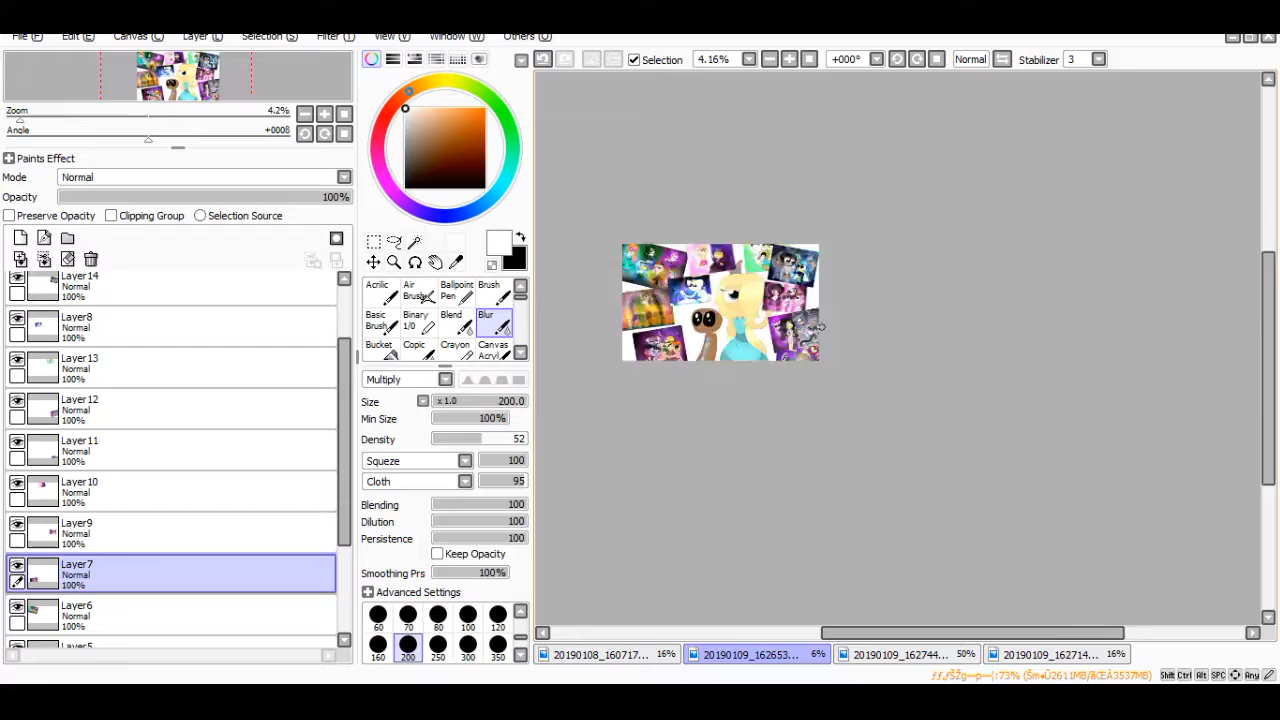 File (F) Edit (E) Canvas (C) Layer (L) Selection (S) Filter (T) View (V) Window (W) Others (O)
Selection 4.16% +000° Normal Stabilizer 3
Zoom 4.2%
Angle +000ß
Paints Effect
Mode Normal
Opacity 100%
Preserve Opacity Clipping Group Selection Source
Layer14
Normal
100%
Layer8
Normal
100%
Layer13
Normal
100%
Layer12
Normal
100%
Layer11
Normal
100%
Layer10
Normal
100%
Layer9
Normal
100%
Layer7
Normal
100%
Layer6
Normal
100%
Layer5
Acrilic Air Brush Ballpoint Pen Brush
Basic Brush Binary 1/0 Blend Blur
Bucket Copic Crayon Canvas Acryl
Multiply
Size x 1.0 200.0
Min Size 100%
Density 52
Squeze 100
Cloth 95
Blending 100
Dilution 100
Persistence 100
Keep Opacity
Smoothing Prs 100%
Advanced Settings
60 70 80 100 120
160 200 250 300 350
20190108_160717... 16% 20190109_162653... 6% 20190109_162744... 50% 20190109_162714... 16%
Shift Ctrl Alt SPC Any